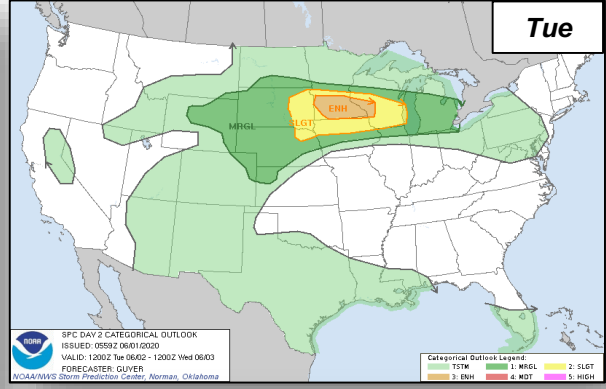 Tue
ENH
SLGT
MRGL
NOAA
SPC DAY 2 CATEGORICAL OUTLOOK
ISSUED: 0559Z 06/01/2020
VALID: 1200Z Tue 06/02 - 1200Z Wed 06/03
FORECASTER: GUYER
NOAA/NWS Storm Prediction Center, Norman, Oklahoma
Categorical Outlook Legend:
TSTM 1: MRGL 2: SLGT
3: ENH 4: MDT 5: HIGH